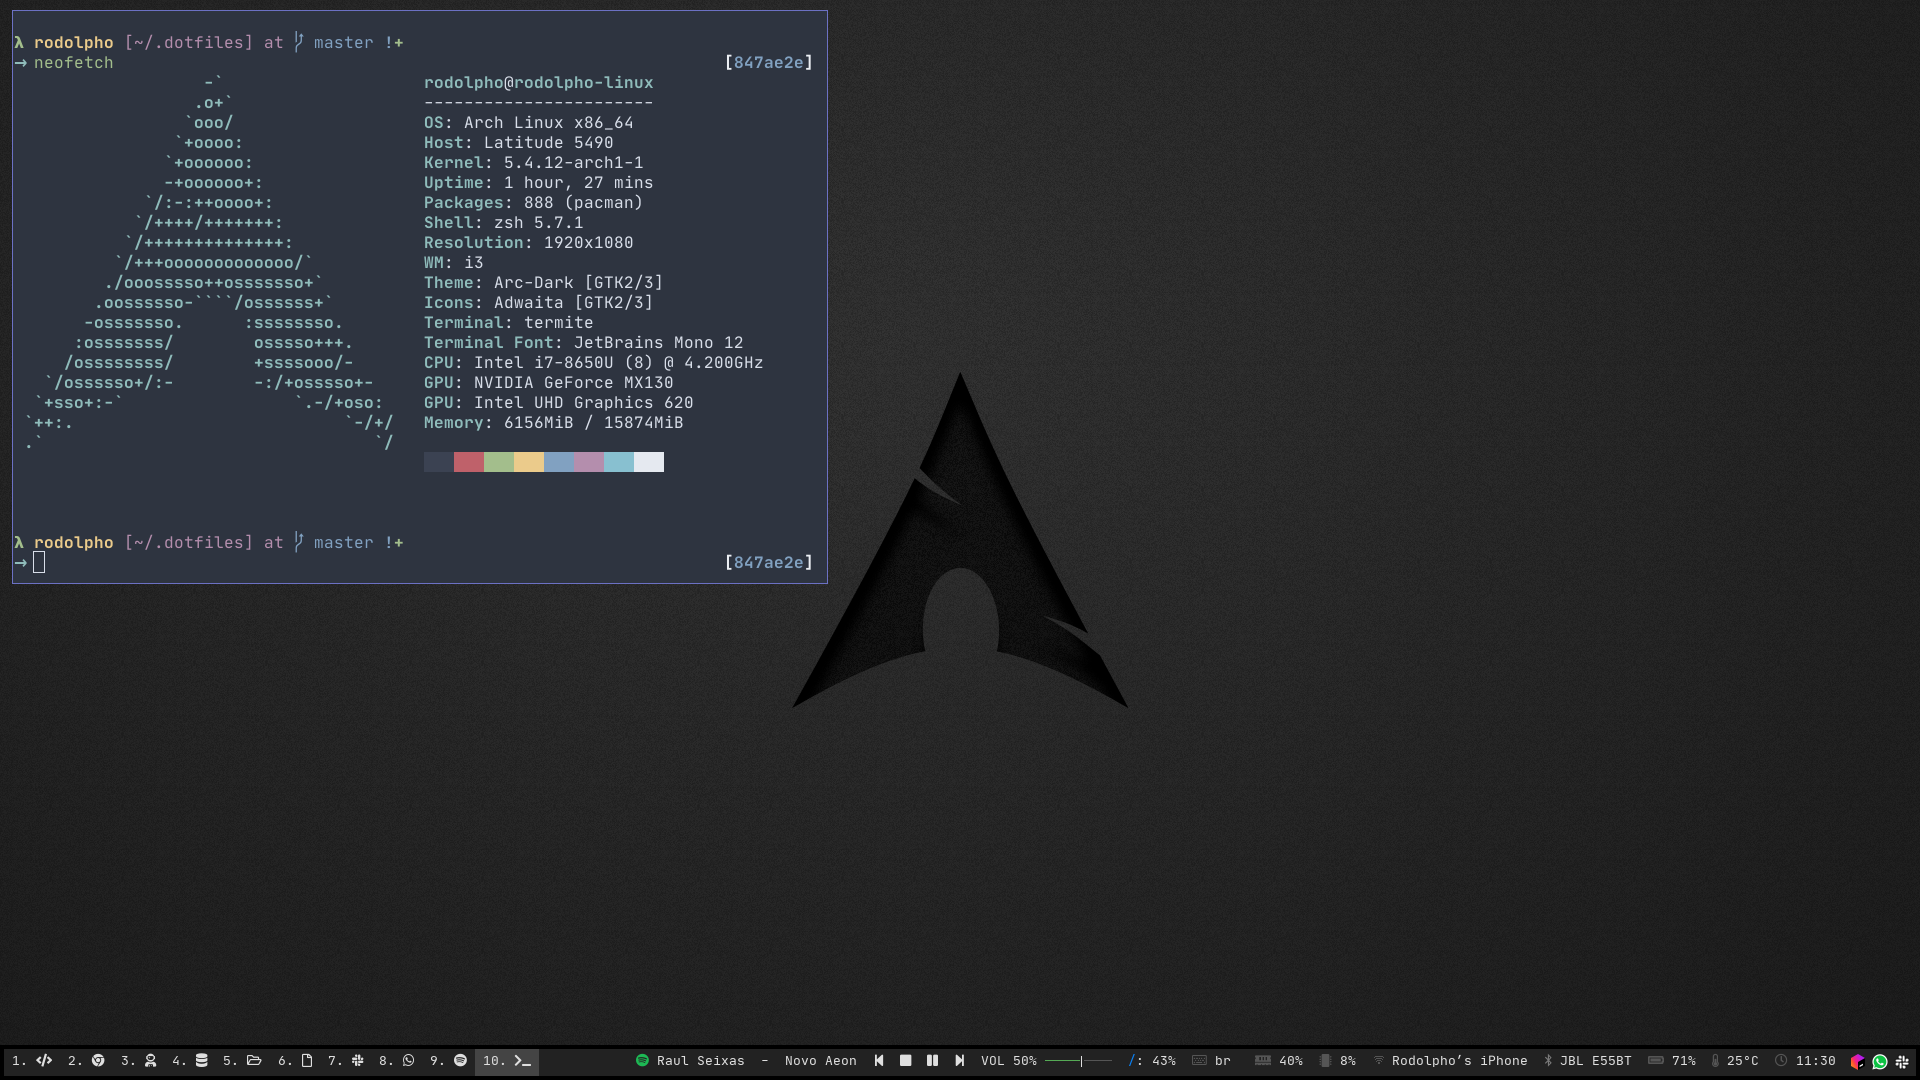 λ rodolpho [~/.dotfiles] at master !+
→ neofetch [847ae2e]
-` rodolpho@rodolpho-linux
.o+` -----------------------
`ooo/ OS: Arch Linux x86_64
`+oooo: Host: Latitude 5490
`+oooooo: Kernel: 5.4.12-arch1-1
-+oooooo+: Uptime: 1 hour, 27 mins
`/:-:++oooo+: Packages: 888 (pacman)
`/++++/+++++++: Shell: zsh 5.7.1
`/++++++++++++++: Resolution: 1920x1080
`/+++ooooooooooooo/` WM: i3
./ooosssso++osssssso+` Theme: Arc-Dark [GTK2/3]
.oossssso-````/ossssss+` Icons: Adwaita [GTK2/3]
-osssssso. :ssssssso. Terminal: termite
:osssssss/ osssso+++. Terminal Font: JetBrains Mono 12
/ossssssss/ +ssssooo/- CPU: Intel i7-8650U (8) @ 4.200GHz
`/ossssso+/:- -:/+osssso+- GPU: NVIDIA GeForce MX130
`+sso+:-` `.-/+oso: GPU: Intel UHD Graphics 620
`++:. `-/+/ Memory: 6156MiB / 15874MiB
.` `/
λ rodolpho [~/.dotfiles] at master !+
→ [847ae2e]
1. 2. 3. 4. 5. 6. 7. 8. 9. 10. Raul Seixas - Novo Aeon VOL 50% /: 43% br 40% 8% Rodolpho’s iPhone JBL E55BT 71% 25°C 11:30